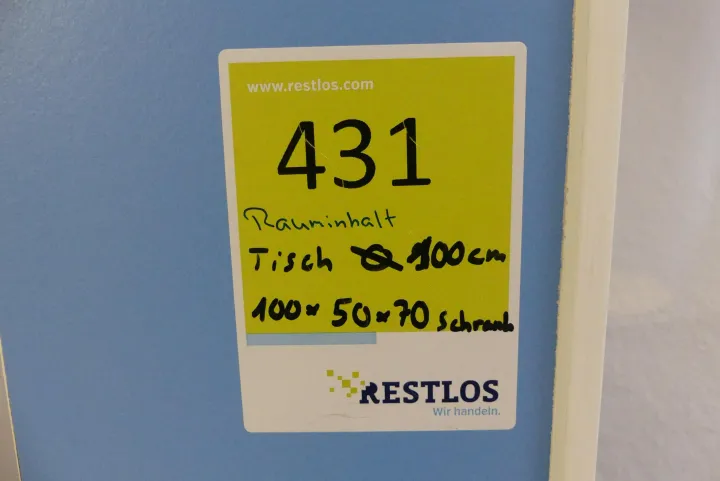 www.restlos.com
431
Rauminhalt
Tisch Ø 100cm
100 × 50 × 70 Schrank
RESTLOS
Wir handeln.